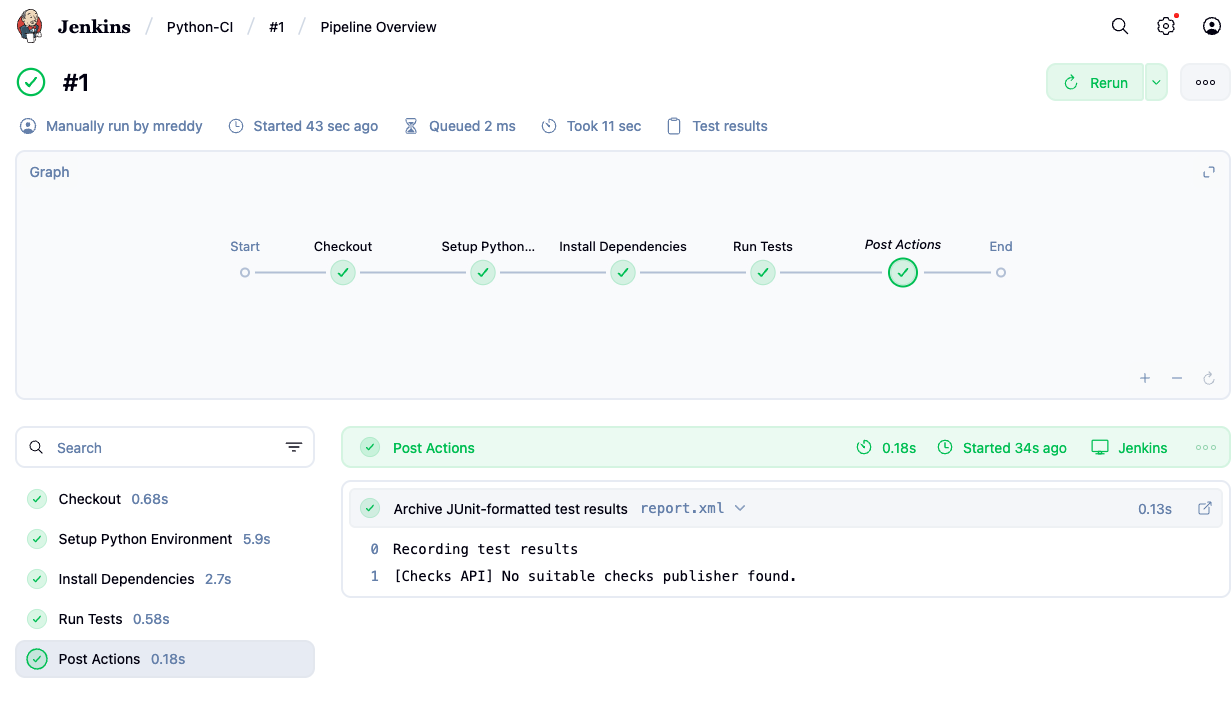 Jenkins / Python-CI / #1 / Pipeline Overview
#1
Rerun
Manually run by mreddy Started 43 sec ago Queued 2 ms Took 11 sec Test results
Graph
Start Checkout Setup Python... Install Dependencies Run Tests Post Actions End
Search
Checkout 0.68s
Setup Python Environment 5.9s
Install Dependencies 2.7s
Run Tests 0.58s
Post Actions 0.18s
Post Actions 0.18s Started 34s ago Jenkins
Archive JUnit-formatted test results report.xml 0.13s
0 Recording test results
1 [Checks API] No suitable checks publisher found.